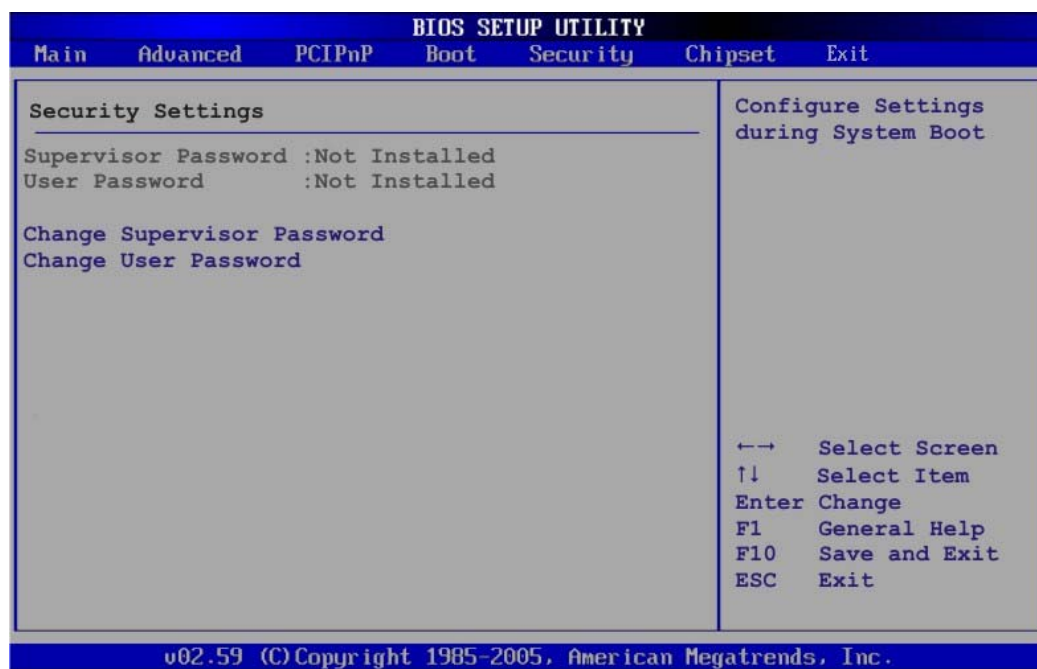 BIOS SETUP UTILITY
Main Advanced PCIPnP Boot Security Chipset Exit
Security Settings
Supervisor Password :Not Installed
User Password :Not Installed
Change Supervisor Password
Change User Password
Configure Settings
during System Boot
←→ Select Screen
↑↓ Select Item
Enter Change
F1 General Help
F10 Save and Exit
ESC Exit
v02.59 (C)Copyright 1985-2005, American Megatrends, Inc.